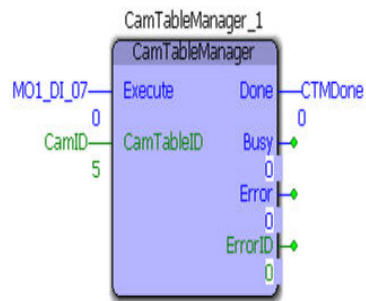 CamTableManager_1
CamTableManager
MO1_DI_07 Execute Done CTMDone
0 0
CamID CamTableID Busy
5 0
Error
0
ErrorID
0